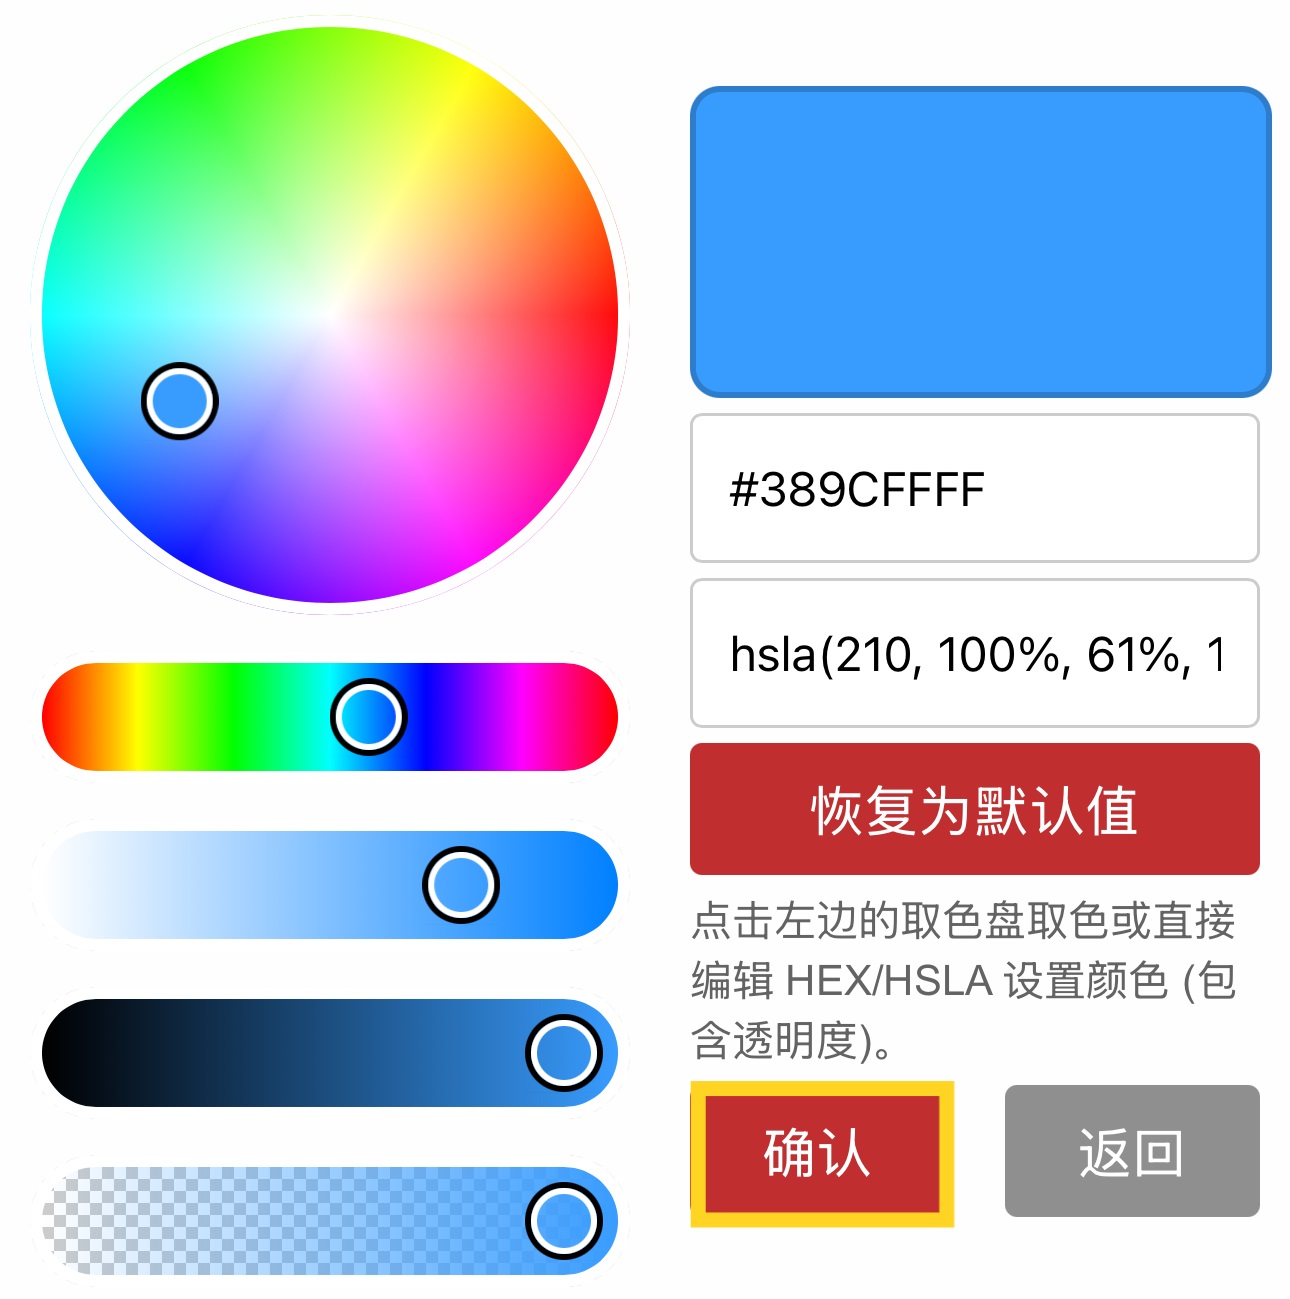 #389CFFFF
hsla(210, 100%, 61%, 1
恢复为默认值
点击左边的取色盘取色或直接
编辑 HEX/HSLA 设置颜色 (包
含透明度)。
确认
返回